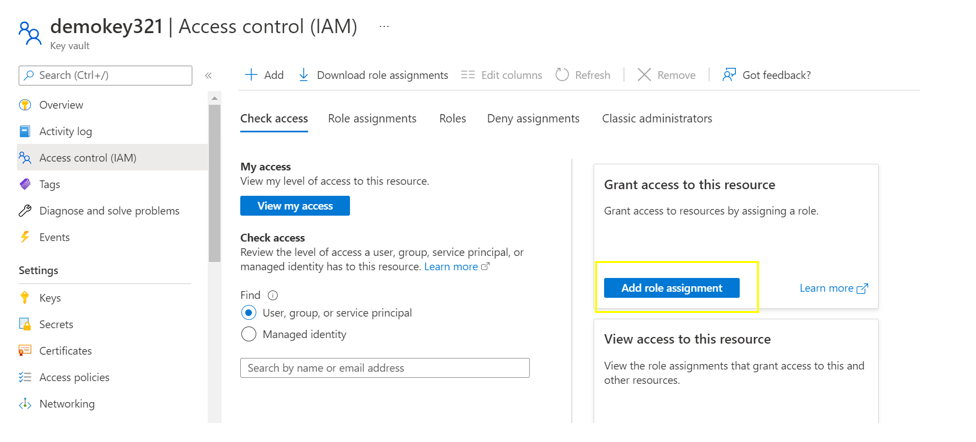 demokey321 | Access control (IAM) ...
Key vault
Search (Ctrl+/)
«
Add
Download role assignments
Edit columns
Refresh
Remove
Got feedback?
Overview
Activity log
Access control (IAM)
Tags
Diagnose and solve problems
Events
Settings
Keys
Secrets
Certificates
Access policies
Networking
Check access
Role assignments
Roles
Deny assignments
Classic administrators
My access
View my level of access to this resource.
View my access
Check access
Review the level of access a user, group, service principal, or
managed identity has to this resource. Learn more
Find
User, group, or service principal
Managed identity
Search by name or email address
Grant access to this resource
Grant access to resources by assigning a role.
Add role assignment
Learn more
View access to this resource
View the role assignments that grant access to this and
other resources.